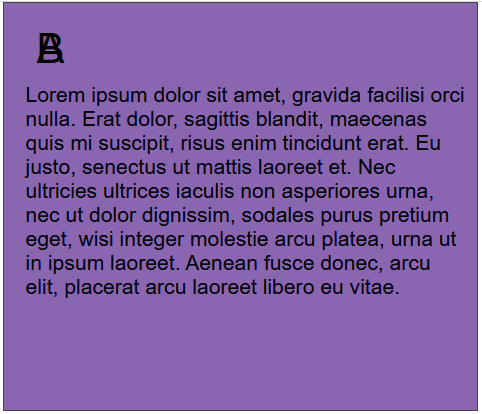 AB
Lorem ipsum dolor sit amet, gravida facilisi orci
nulla. Erat dolor, sagittis blandit, maecenas
quis mi suscipit, risus enim tincidunt erat. Eu
justo, senectus ut mattis laoreet et. Nec
ultricies ultrices iaculis non asperiores urna,
nec ut dolor dignissim, sodales purus pretium
eget, wisi integer molestie arcu platea, urna ut
in ipsum laoreet. Aenean fusce donec, arcu
elit, placerat arcu laoreet libero eu vitae.